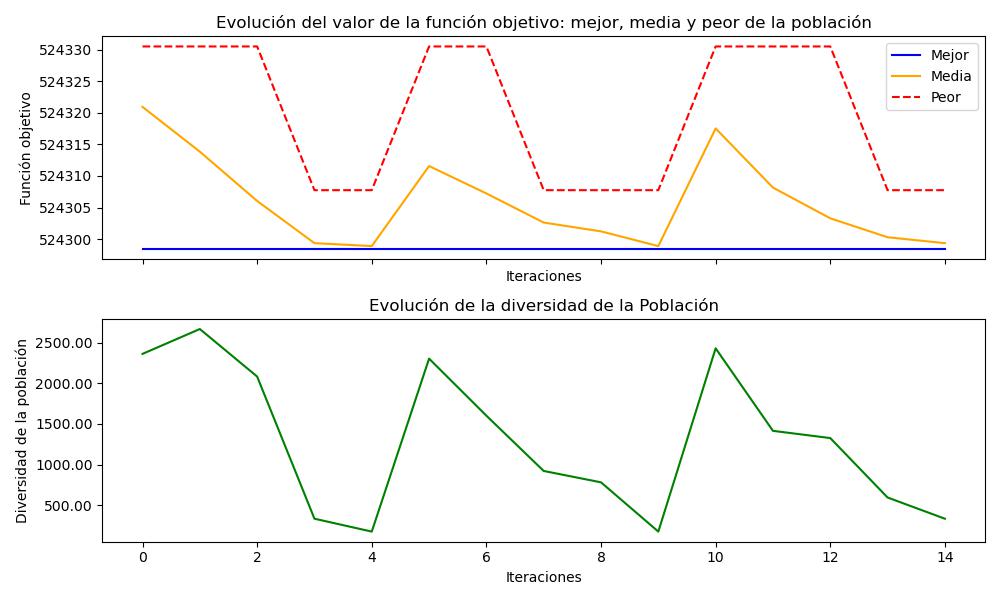 Evolución del valor de la función objetivo: mejor, media y peor de la población
Función objetivo
524330
524325
524320
524315
524310
524305
524300
Mejor
Media
Peor
Iteraciones
Evolución de la diversidad de la Población
Diversidad de la población
2500.00
2000.00
1500.00
1000.00
500.00
0 2 4 6 8 10 12 14
Iteraciones